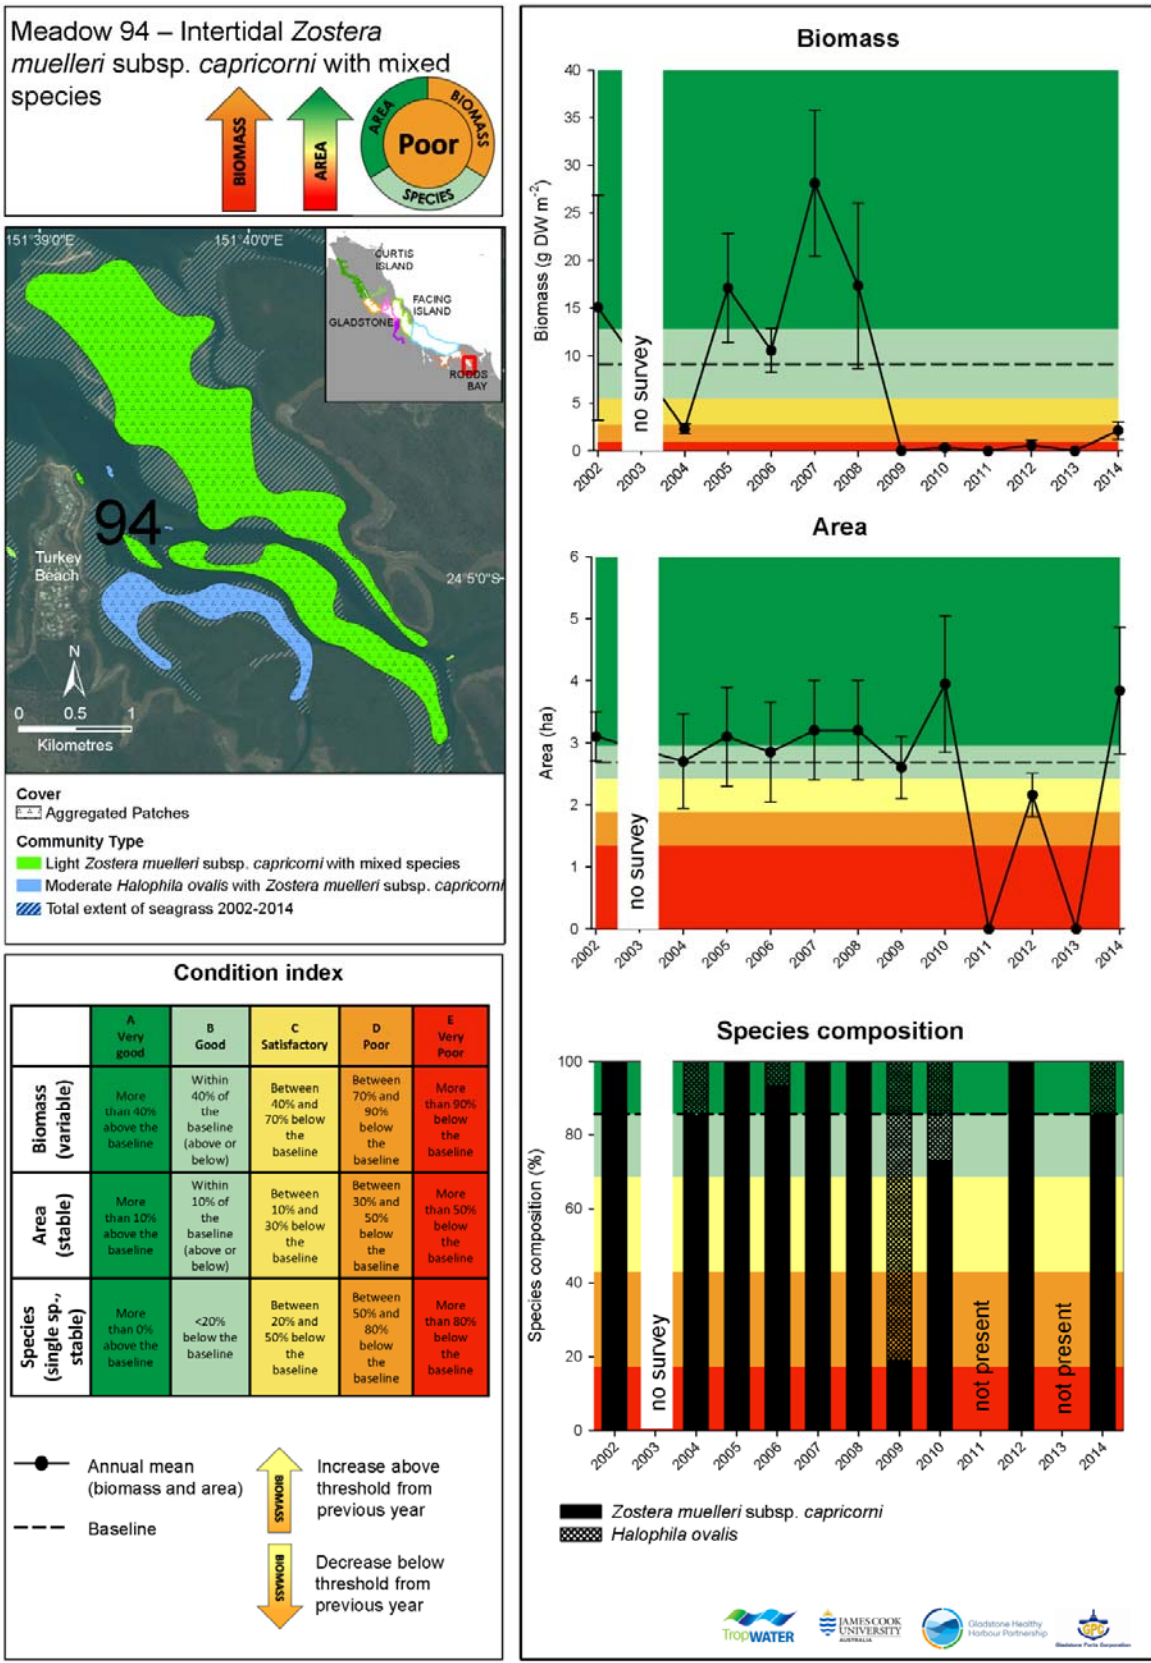 Meadow 94 – Intertidal Zostera
muelleri subsp. capricorni with mixed
species
BIOMASS
AREA
AREA
BIOMASS
Poor
SPECIES
151°39'0"E
151°40'0"E
CURTIS
ISLAND
FACING
ISLAND
GLADSTONE
RODDS
BAY
94
Turkey
Beach
24°5'0"S
N
0 0.5 1
Kilometres
Cover
Aggregated Patches
Community Type
Light Zostera muelleri subsp. capricorni with mixed species
Moderate Halophila ovalis with Zostera muelleri subsp. capricorni
Total extent of seagrass 2002-2014
Condition index
A
Very
good
B
Good
C
Satisfactory
D
Poor
E
Very
Poor
Biomass
(variable)
More
than 40%
above the
baseline
Within
40% of
the
baseline
(above or
below)
Between
40% and
70% below
the
baseline
Between
70% and
90%
below
the
baseline
More
than 90%
below
the
baseline
Area
(stable)
More
than 10%
above the
baseline
Within
10% of
the
baseline
(above or
below)
Between
10% and
30% below
the
baseline
Between
30% and
50%
below
the
baseline
More
than 50%
below
the
baseline
Species
(single sp.,
stable)
More
than 0%
above the
baseline
<20%
below the
baseline
Between
20% and
50% below
the
baseline
Between
50% and
80%
below
the
baseline
More
than 80%
below
the
baseline
Annual mean
(biomass and area)
Baseline
BIOMASS
Increase above
threshold from
previous year
BIOMASS
Decrease below
threshold from
previous year
Biomass
Biomass (g DW m-2)
40
35
30
25
20
15
10
5
0
no survey
2002 2003 2004 2005 2006 2007 2008 2009 2010 2011 2012 2013 2014
Area
Area (ha)
6
5
4
3
2
1
0
no survey
2002 2003 2004 2005 2006 2007 2008 2009 2010 2011 2012 2013 2014
Species composition
Species composition (%)
100
80
60
40
20
0
no survey
not present
not present
2002 2003 2004 2005 2006 2007 2008 2009 2010 2011 2012 2013 2014
Zostera muelleri subsp. capricorni
Halophila ovalis
TropWATER
JAMES COOK
UNIVERSITY
AUSTRALIA
Gladstone Healthy
Harbour Partnership
GPC
Gladstone Ports Corporation